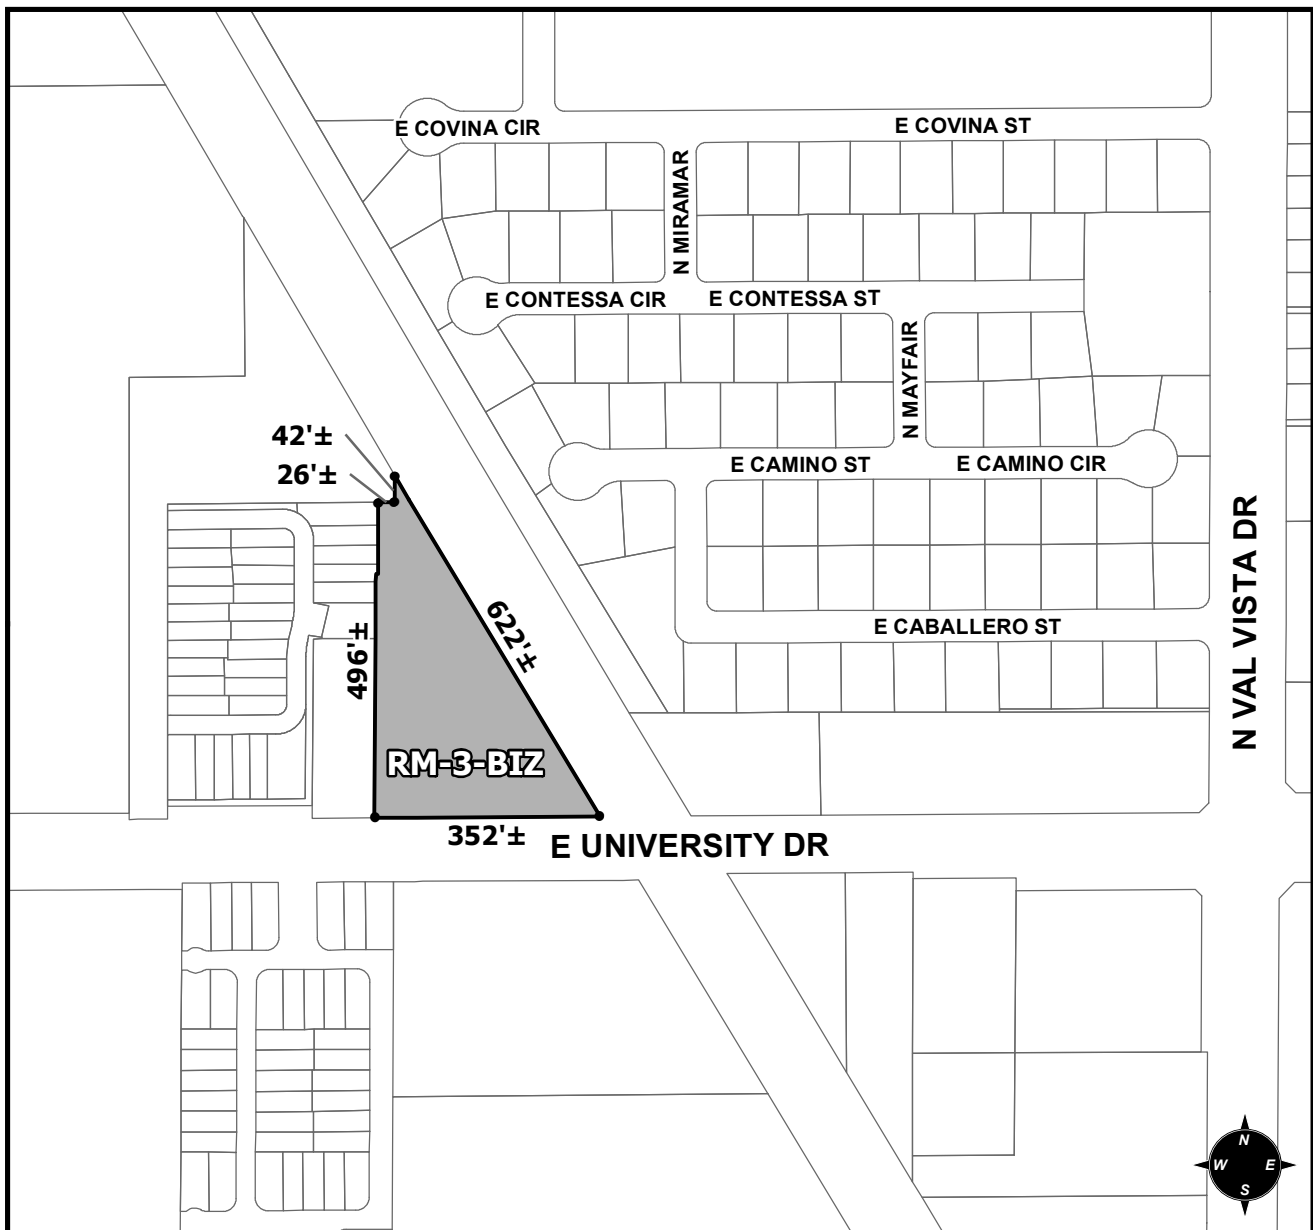 E COVINA CIR
E COVINA ST
N MIRAMAR
E CONTESSA CIR
E CONTESSA ST
N MAYFAIR
42'±
26'±
E CAMINO ST
E CAMINO CIR
N VAL VISTA DR
622'±
496'±
E CABALLERO ST
RM-3-BIZ
352'±
E UNIVERSITY DR
N
W
E
S